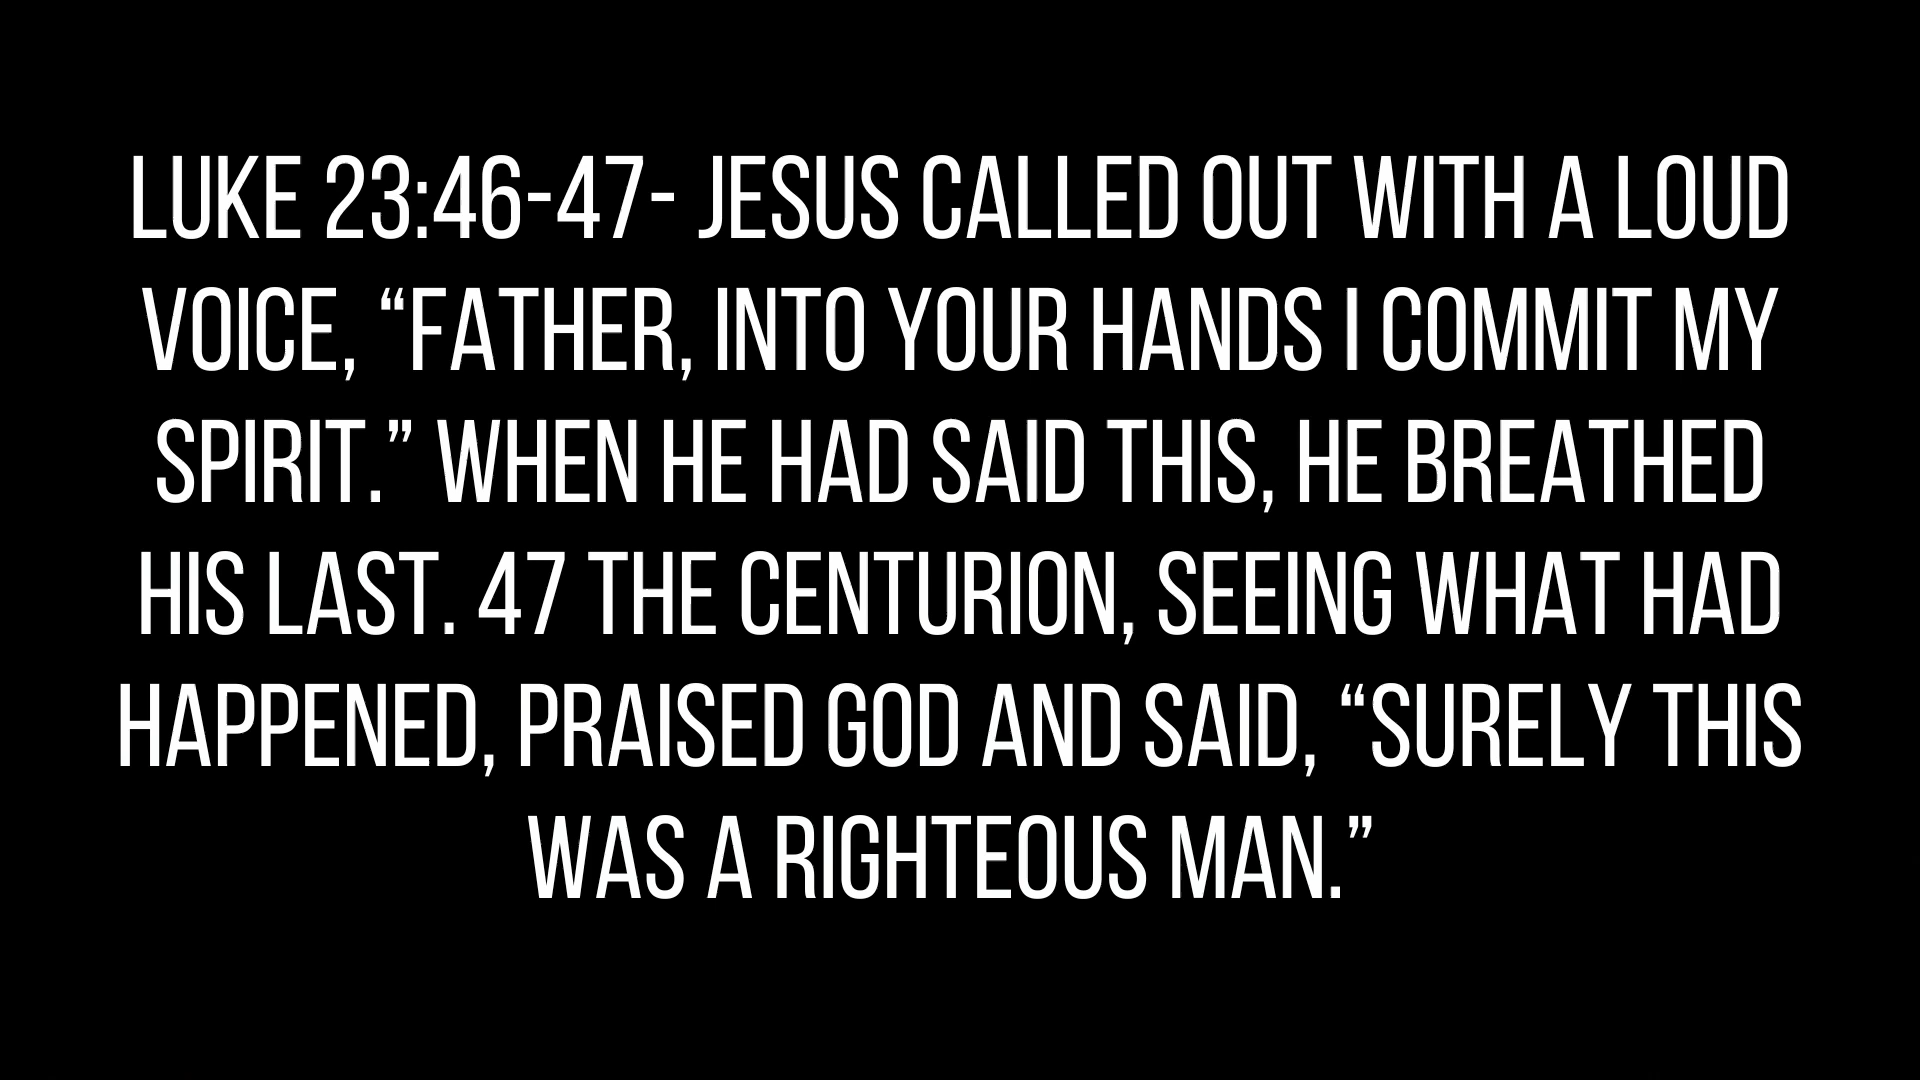 LUKE 23:46-47- JESUS CALLED OUT WITH A LOUD
VOICE, “FATHER, INTO YOUR HANDS I COMMIT MY
SPIRIT.” WHEN HE HAD SAID THIS, HE BREATHED
HIS LAST. 47 THE CENTURION, SEEING WHAT HAD
HAPPENED, PRAISED GOD AND SAID, “SURELY THIS
WAS A RIGHTEOUS MAN.”